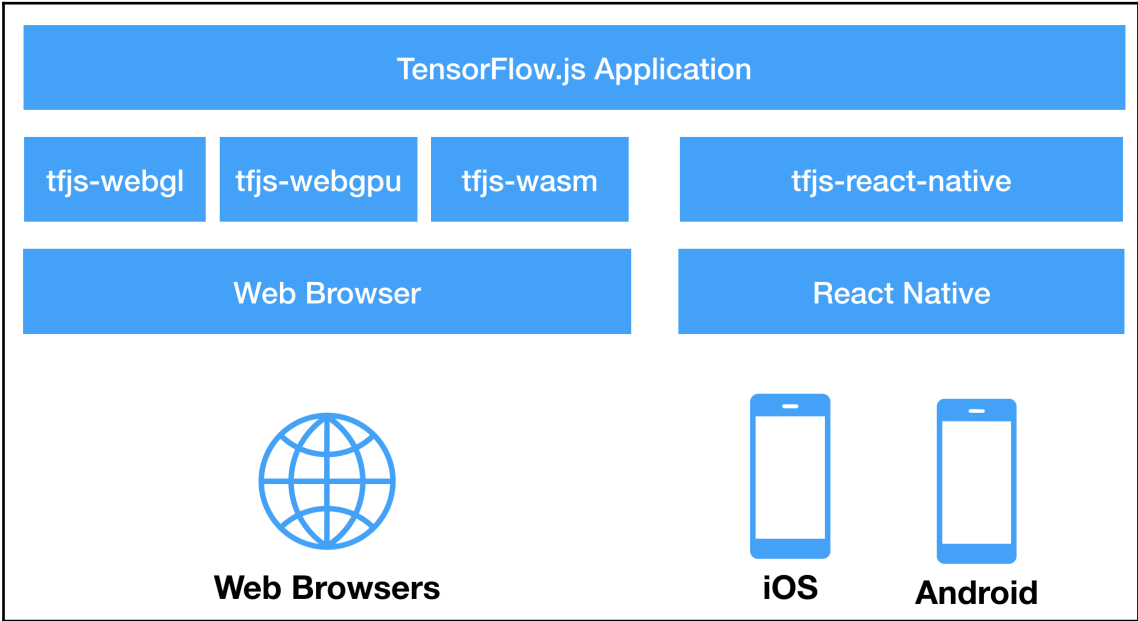 TensorFlow.js Application
tfjs-webgl
tfjs-webgpu
tfjs-wasm
tfjs-react-native
Web Browser
React Native
Web Browsers
iOS
Android